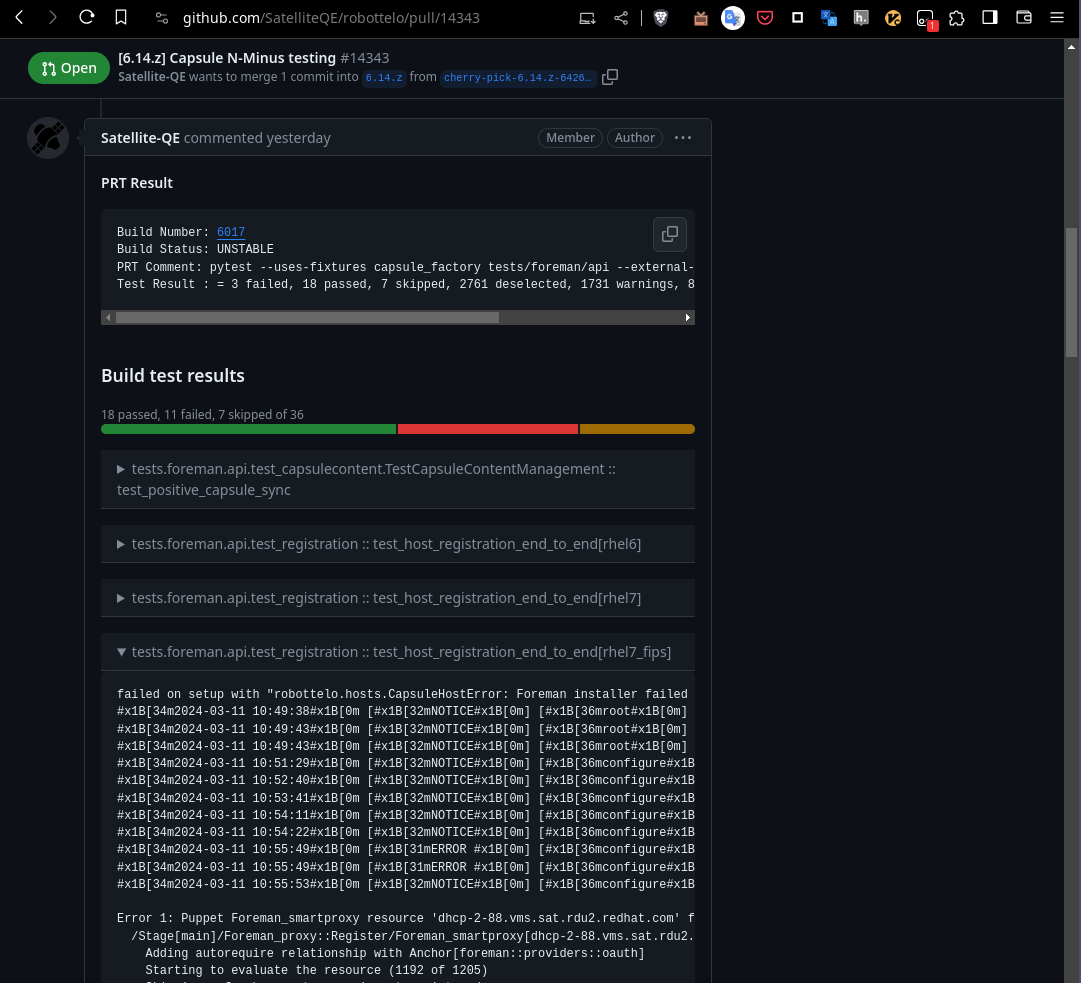 github.com/SatelliteQE/robottelo/pull/14343
h.
1
Open
[6.14.z] Capsule N-Minus testing #14343
Satellite-QE wants to merge 1 commit into 6.14.z from cherry-pick-6.14.z-6426…
Satellite-QE commented yesterday
Member
Author
PRT Result
Build Number: 6017
Build Status: UNSTABLE
PRT Comment: pytest --uses-fixtures capsule_factory tests/foreman/api --external-
Test Result : = 3 failed, 18 passed, 7 skipped, 2761 deselected, 1731 warnings, 8
Build test results
18 passed, 11 failed, 7 skipped of 36
tests.foreman.api.test_capsulecontent.TestCapsuleContentManagement ::
test_positive_capsule_sync
tests.foreman.api.test_registration :: test_host_registration_end_to_end[rhel6]
tests.foreman.api.test_registration :: test_host_registration_end_to_end[rhel7]
tests.foreman.api.test_registration :: test_host_registration_end_to_end[rhel7_fips]
failed on setup with "robottelo.hosts.CapsuleHostError: Foreman installer failed
#x1B[34m2024-03-11 10:49:38#x1B[0m [#x1B[32mNOTICE#x1B[0m] [#x1B[36mroot#x1B[0m]
#x1B[34m2024-03-11 10:49:43#x1B[0m [#x1B[32mNOTICE#x1B[0m] [#x1B[36mroot#x1B[0m]
#x1B[34m2024-03-11 10:49:43#x1B[0m [#x1B[32mNOTICE#x1B[0m] [#x1B[36mroot#x1B[0m]
#x1B[34m2024-03-11 10:51:29#x1B[0m [#x1B[32mNOTICE#x1B[0m] [#x1B[36mconfigure#x1B
#x1B[34m2024-03-11 10:52:40#x1B[0m [#x1B[32mNOTICE#x1B[0m] [#x1B[36mconfigure#x1B
#x1B[34m2024-03-11 10:53:41#x1B[0m [#x1B[32mNOTICE#x1B[0m] [#x1B[36mconfigure#x1B
#x1B[34m2024-03-11 10:54:11#x1B[0m [#x1B[32mNOTICE#x1B[0m] [#x1B[36mconfigure#x1B
#x1B[34m2024-03-11 10:54:22#x1B[0m [#x1B[32mNOTICE#x1B[0m] [#x1B[36mconfigure#x1B
#x1B[34m2024-03-11 10:55:49#x1B[0m [#x1B[31mERROR #x1B[0m] [#x1B[36mconfigure#x1B
#x1B[34m2024-03-11 10:55:49#x1B[0m [#x1B[31mERROR #x1B[0m] [#x1B[36mconfigure#x1B
#x1B[34m2024-03-11 10:55:53#x1B[0m [#x1B[32mNOTICE#x1B[0m] [#x1B[36mconfigure#x1B
Error 1: Puppet Foreman_smartproxy resource 'dhcp-2-88.vms.sat.rdu2.redhat.com' f
/Stage[main]/Foreman_proxy::Register/Foreman_smartproxy[dhcp-2-88.vms.sat.rdu2.
Adding autorequire relationship with Anchor[foreman::providers::oauth]
Starting to evaluate the resource (1192 of 1205)